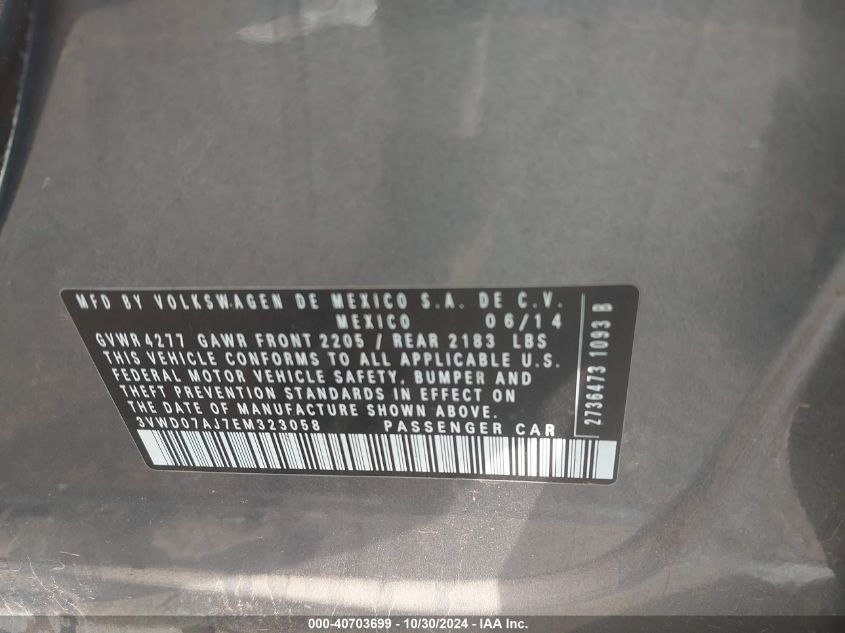 MFD BY VOLKSWAGEN DE MEXICO S.A. DE C.V.
MEXICO 06/14
GVWR 4277 GAWR FRONT 2205 / REAR 2183 LBS
THIS VEHICLE CONFORMS TO ALL APPLICABLE U.S.
FEDERAL MOTOR VEHICLE SAFETY, BUMPER AND
THEFT PREVENTION STANDARDS IN EFFECT ON
THE DATE OF MANUFACTURE SHOWN ABOVE.
3VWD07AJ7EM323058 PASSENGER CAR
2736473 1093 B
000-40703699 - 10/30/2024 - IAA Inc.